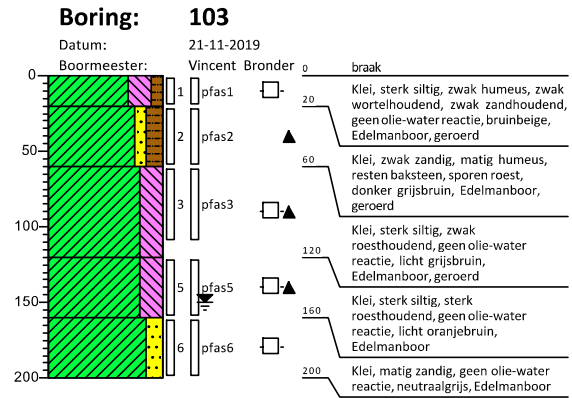 Boring: 103
Datum: 21-11-2019
Boormeester: Vincent Bronder
0
50
100
150
200
1
2
3
5
6
pfas1
pfas2
pfas3
pfas5
pfas6
0
braak
20
Klei, sterk siltig, zwak humeus, zwak
wortelhoudend, zwak zandhoudend,
geen olie-water reactie, bruinbeige,
Edelmanboor, geroerd
60
Klei, zwak zandig, matig humeus,
resten baksteen, sporen roest,
donker grijsbruin, Edelmanboor,
geroerd
120
Klei, sterk siltig, zwak
roesthoudend, geen olie-water
reactie, licht grijsbruin,
Edelmanboor, geroerd
160
Klei, sterk siltig, sterk
roesthoudend, geen olie-water
reactie, licht oranjebruin,
Edelmanboor
200
Klei, matig zandig, geen olie-water
reactie, neutraalgrijs, Edelmanboor